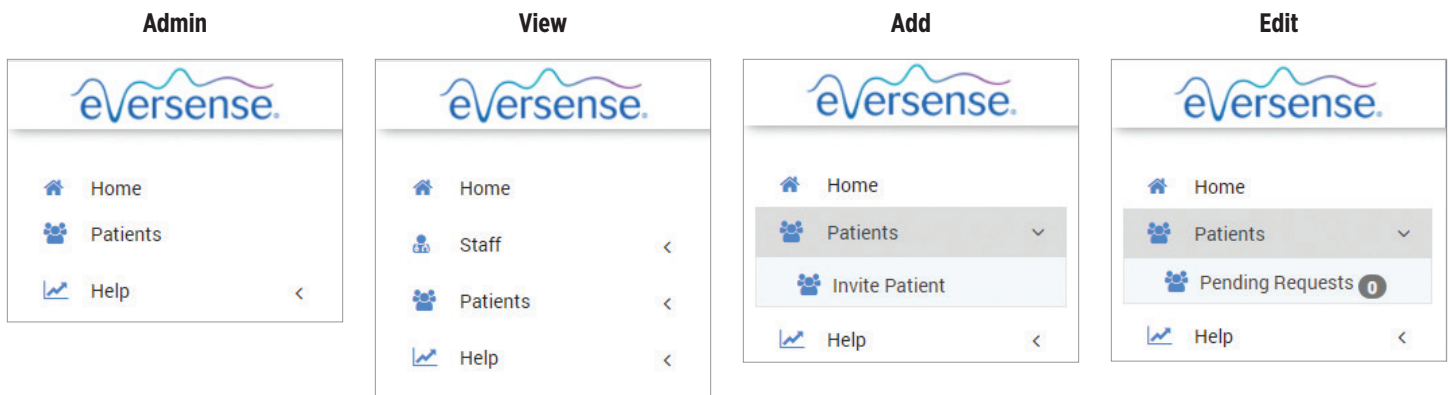 Admin
eversense.
Home
Patients
Help
View
eversense.
Home
Staff
Patients
Help
Add
eversense.
Home
Patients
Invite Patient
Help
Edit
eversense.
Home
Patients
Pending Requests 0
Help